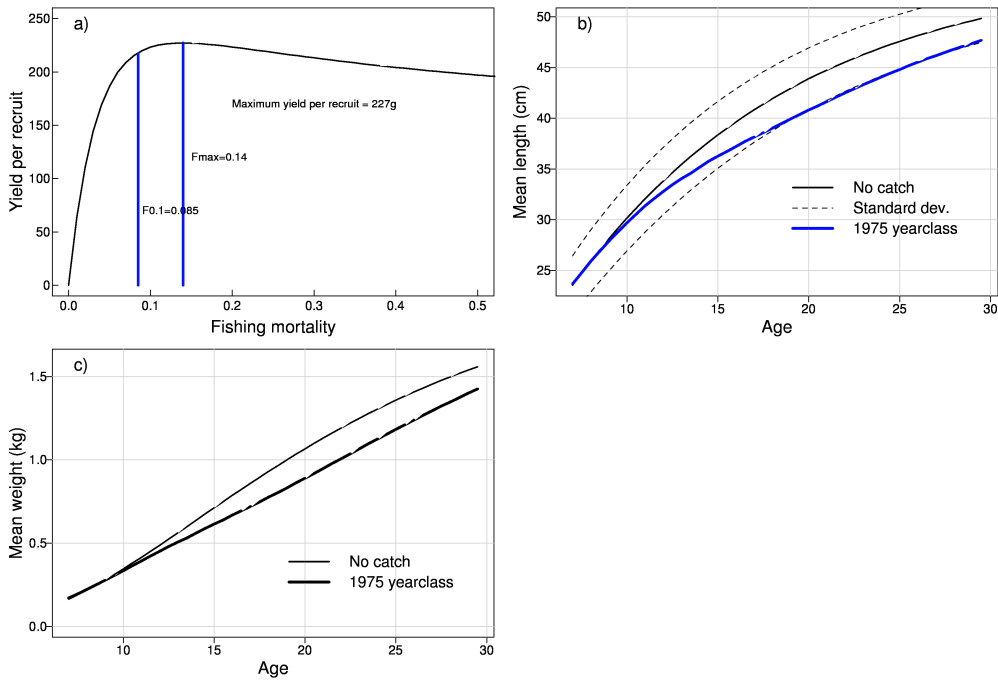 a)
250
200
150
100
50
0
Yield per recruit
Maximum yield per recruit = 227g
Fmax=0.14
F0.1=0.085
0.0 0.1 0.2 0.3 0.4 0.5
Fishing mortality
b)
50
45
40
35
30
25
Mean length (cm)
No catch
Standard dev.
1975 yearclass
10 15 20 25 30
Age
c)
1.5
1.0
0.5
0.0
Mean weight (kg)
No catch
1975 yearclass
10 15 20 25 30
Age